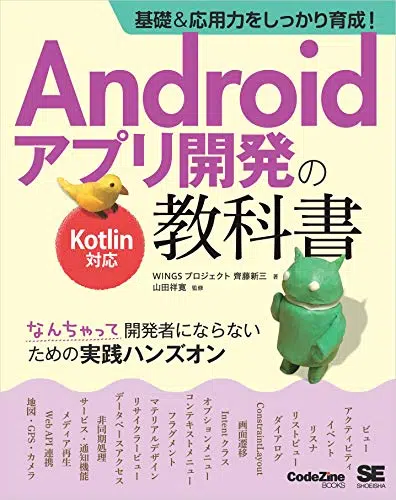 基礎&応用力をしっかり育成!
Android
アプリ開発の
教科書
Kotlin
対応
WINGSプロジェクト 齊藤新三 著
山田祥寛 監修
なんちゃって開発者にならない
ための実践ハンズオン
ビュー
アクティビティ
イベント
リスナ
リストビュー
ダイアログ
ConstraintLayout
画面遷移
Intentクラス
オプションメニュー
コンテキストメニュー
フラグメント
マテリアルデザイン
リサイクラービュー
データベースアクセス
非同期処理
サービス・通知機能
メディア再生
Web API連携
地図・GPS・カメラ
CodeZine
BOOKS
SE
SHOEISHA